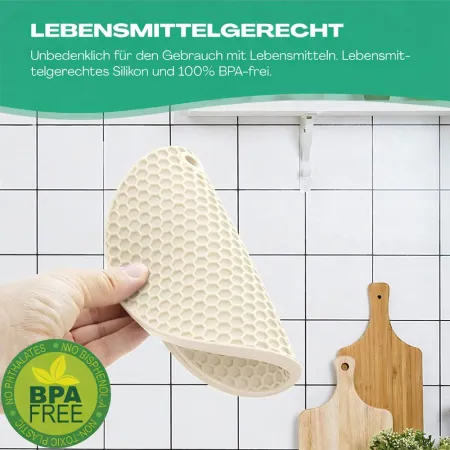 LEBENSMITTELGERECHT
Unbedenklich für den Gebrauch mit Lebensmitteln. Lebensmit-
telgerechtes Silikon und 100% BPA-frei.
NO PHTHALATES
NO BISPHENOL
BPA
FREE
NON-TOXIC PLASTIC